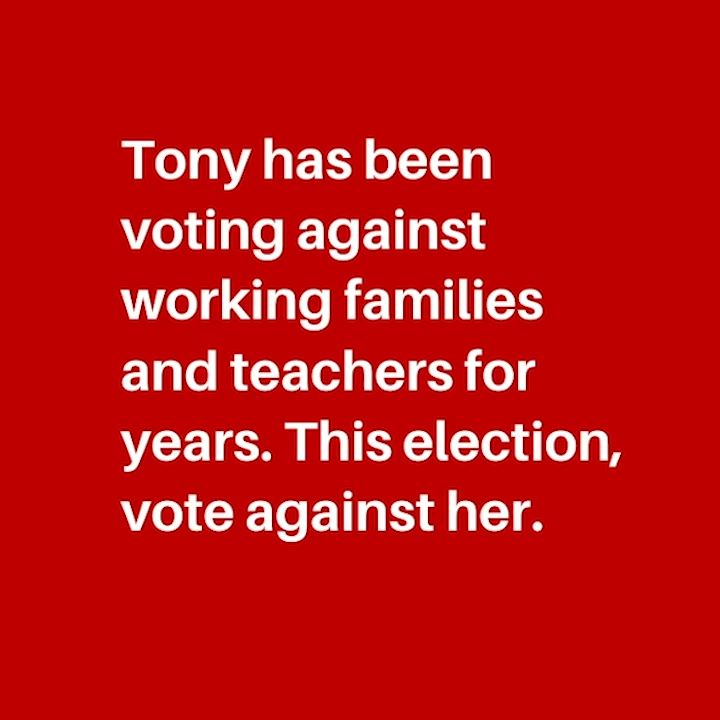 Tony has been
voting against
working families
and teachers for
years. This election,
vote against her.